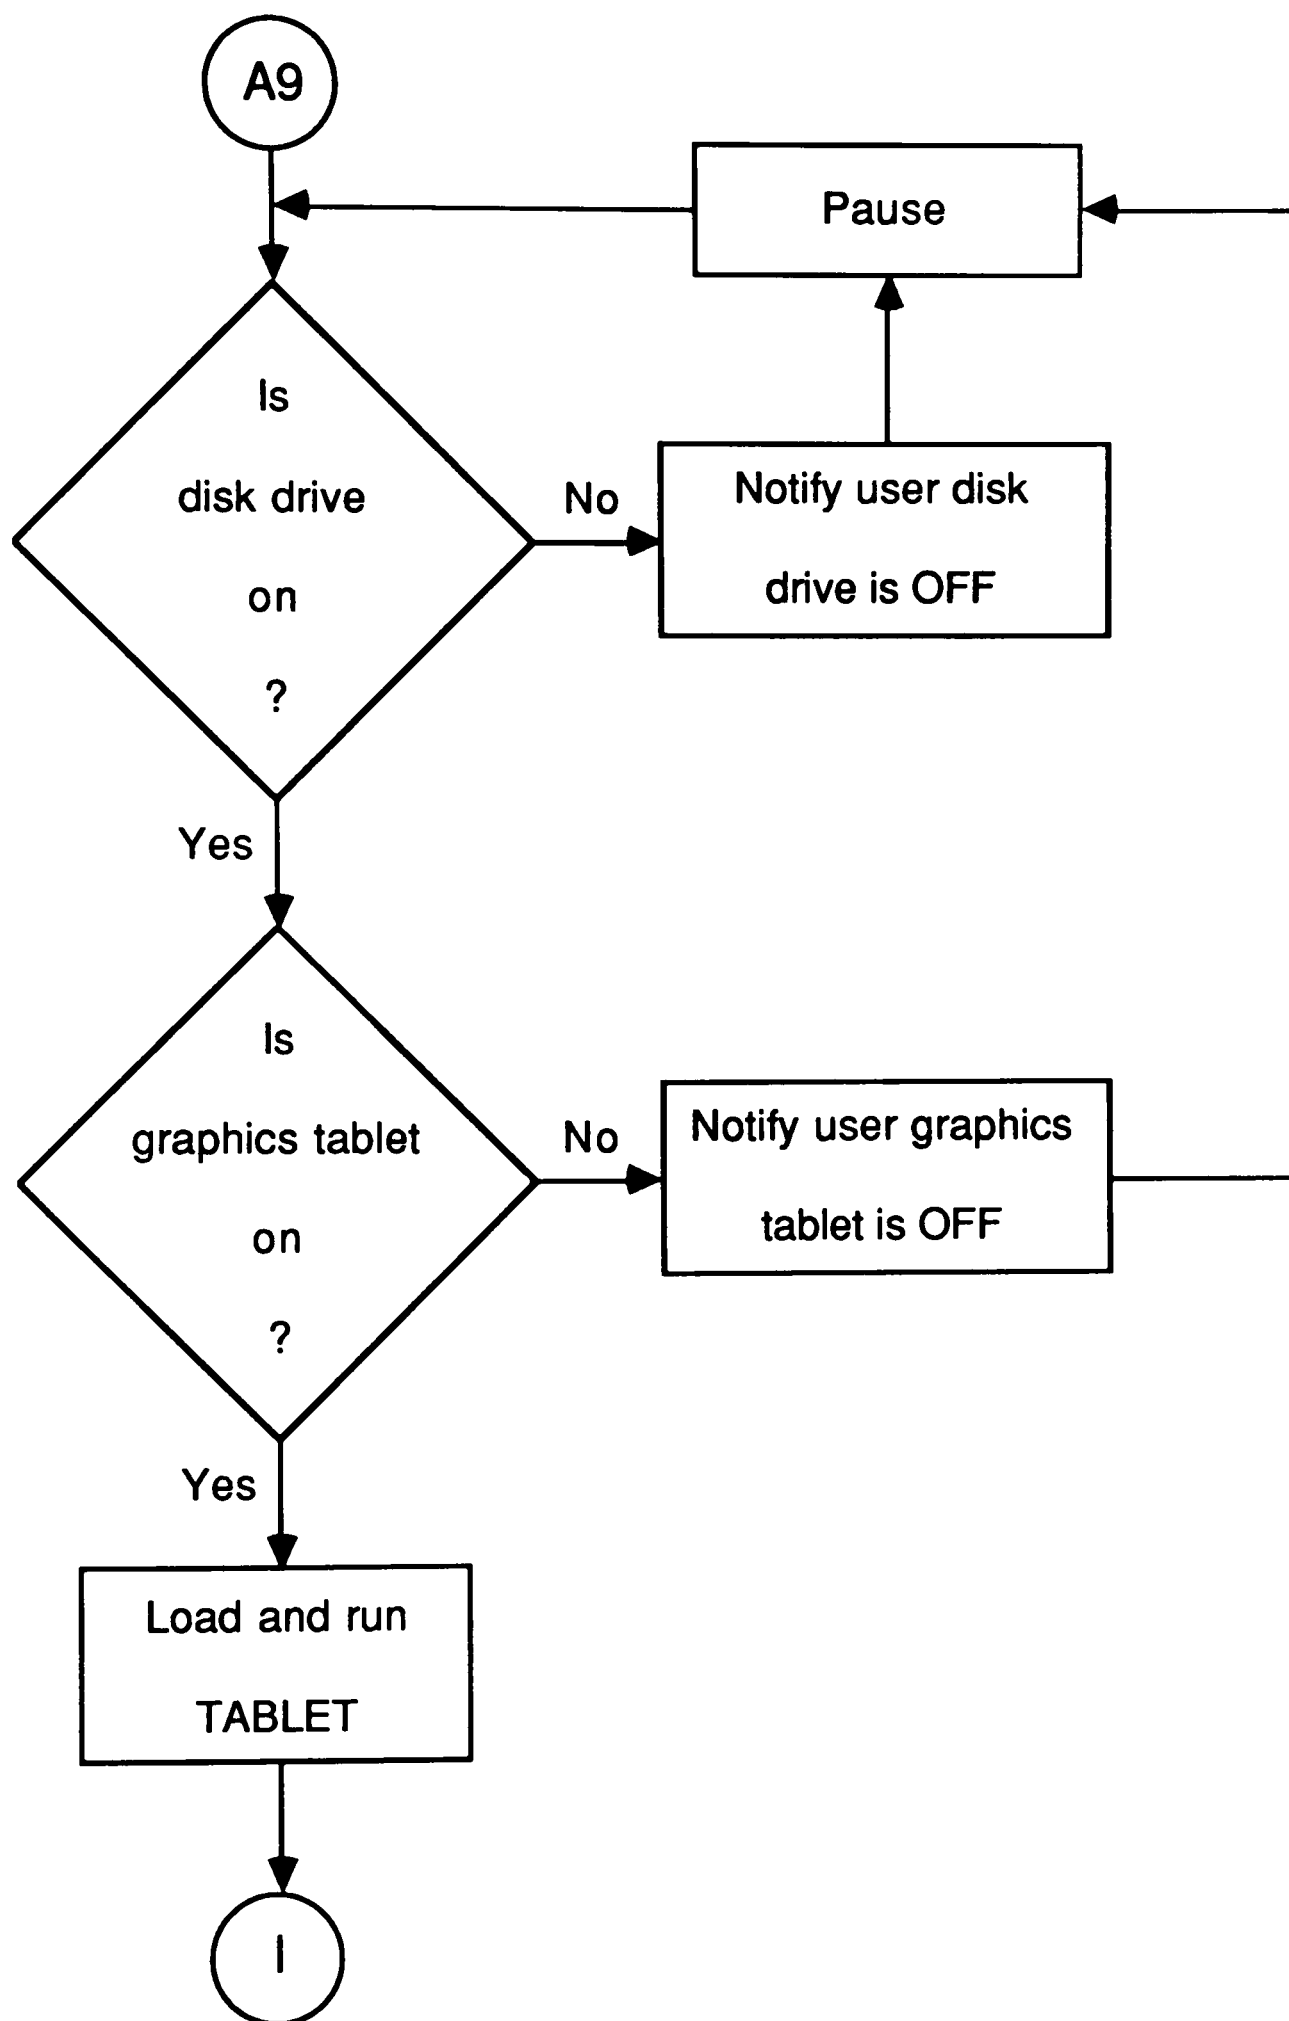 A9
Pause
Is
disk drive
on
?
No
Notify user disk
drive is OFF
Yes
Is
graphics tablet
on
?
No
Notify user graphics
tablet is OFF
Yes
Load and run
TABLET
I